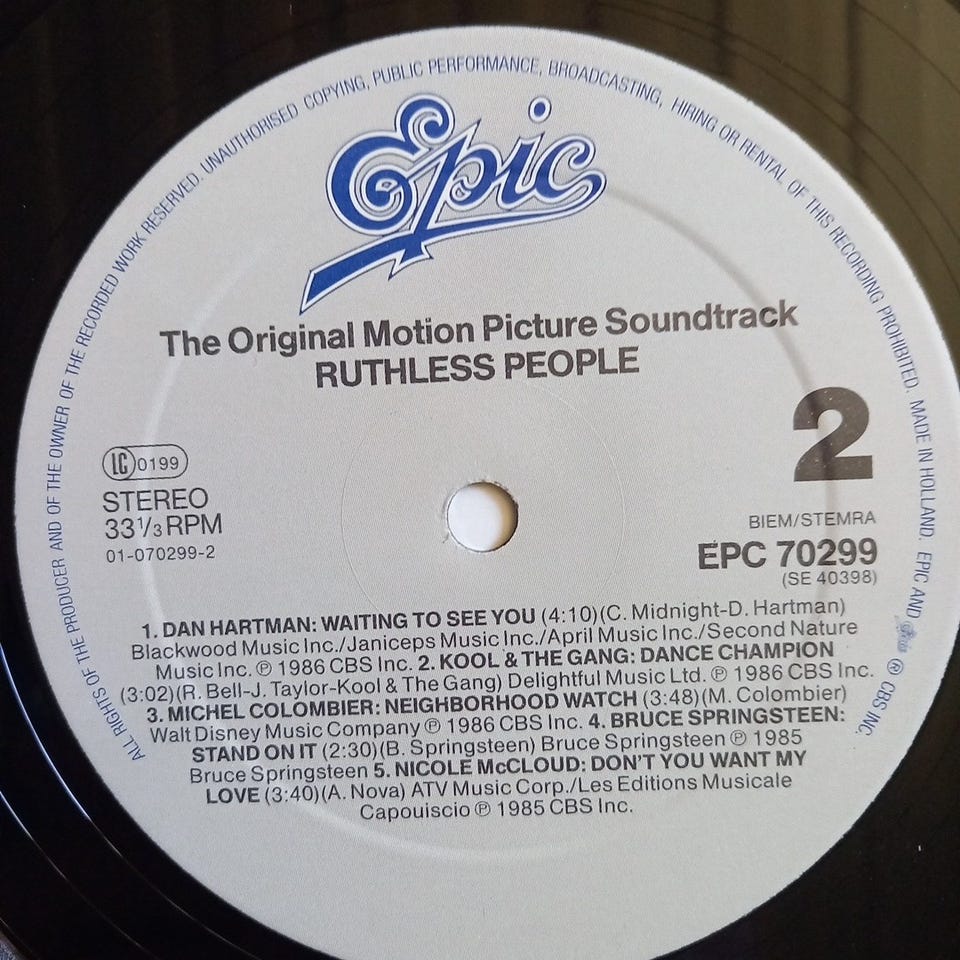 ALL RIGHTS OF THE PRODUCER AND OF THE OWNER OF THE RECORDED WORK RESERVED. UNAUTHORISED COPYING, PUBLIC PERFORMANCE, BROADCASTING, HIRING OR RENTAL OF THIS RECORDING PROHIBITED. MADE IN HOLLAND. EPIC AND Epic ® CBS INC.
Epic
The Original Motion Picture Soundtrack
RUTHLESS PEOPLE
2
LC 0199
STEREO
33 1/3 RPM
01-070299-2
BIEM/STEMRA
EPC 70299
(SE 40398)
1. DAN HARTMAN: WAITING TO SEE YOU (4:10)(C. Midnight-D. Hartman)
Blackwood Music Inc./Janiceps Music Inc./April Music Inc./Second Nature
Music Inc. ℗ 1986 CBS Inc. 2. KOOL & THE GANG: DANCE CHAMPION
(3:02)(R. Bell-J. Taylor-Kool & The Gang) Delightful Music Ltd. ℗ 1986 CBS Inc.
3. MICHEL COLOMBIER: NEIGHBORHOOD WATCH (3:48)(M. Colombier)
Walt Disney Music Company ℗ 1986 CBS Inc. 4. BRUCE SPRINGSTEEN:
STAND ON IT (2:30)(B. Springsteen) Bruce Springsteen ℗ 1985
Bruce Springsteen 5. NICOLE McCLOUD: DON'T YOU WANT MY
LOVE (3:40)(A. Nova) ATV Music Corp./Les Editions Musicale
Capouiscio ℗ 1985 CBS Inc.